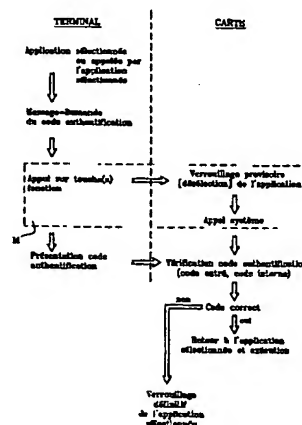 TERMINAL
CARTE
Application sélectionnée
ou appelée par
l'application
sélectionnée
Message-Demande
du code authentification
Appel sur touche(s)
fonction
Verrouillage provisoire
[désélection] de l'application
Appel système
M
Présentation code
authentification
Vérification code authentification
(code entré, code interne)
non
Code correct
oui
Retour à l'application
sélectionnée et exécution
Verrouillage
définitif
de l'application
sélectionnée